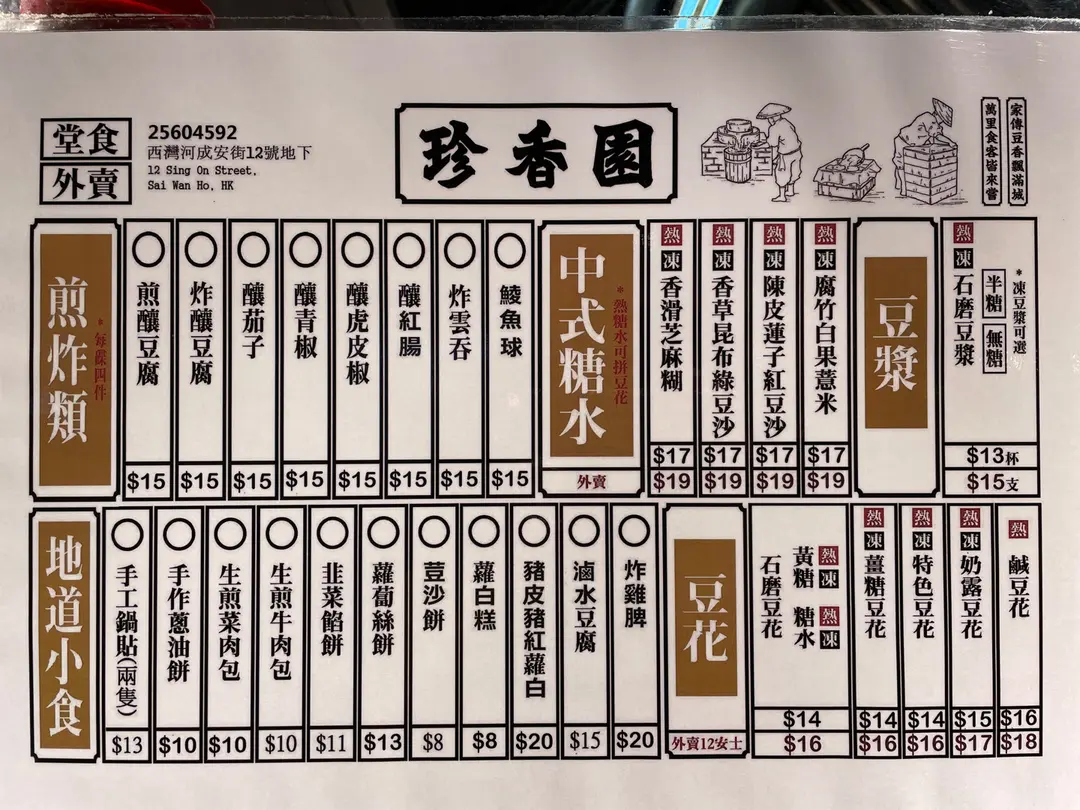 堂食
外賣
25604592
西灣河成安街12號地下
12 Sing On Street,
Sai Wan Ho, HK
珍香園
家傳豆香飄滿城
萬里食客皆來嘗
煎炸類
*每碟四件
煎釀豆腐
$15
炸釀豆腐
$15
釀茄子
$15
釀青椒
$15
釀虎皮椒
$15
釀紅腸
$15
炸雲吞
$15
鯪魚球
$15
中式糖水
*熱糖水可拼豆花
外賣
熱 凍 香滑芝麻糊
$17
$19
熱 凍 香草昆布綠豆沙
$17
$19
熱 凍 陳皮蓮子紅豆沙
$17
$19
熱 凍 腐竹白果薏米
$17
$19
豆漿
熱 凍 石磨豆漿
*凍豆漿可選
半糖 無糖
$13杯
$15支
地道小食
手工鍋貼(兩隻)
$13
手作蔥油餅
$10
生煎菜肉包
$10
生煎牛肉包
$10
韭菜餡餅
$11
蘿蔔絲餅
$13
荳沙餅
$8
蘿白糕
$8
豬皮豬紅蘿白
$20
滷水豆腐
$15
炸雞脾
$20
豆花
外賣12安士
石磨豆花
黃糖 熱 凍
糖水 熱 凍
$14
$16
熱 凍 薑糖豆花
$14
$16
熱 凍 特色豆花
$14
$16
熱 凍 奶露豆花
$15
$17
熱 鹹豆花
$16
$18